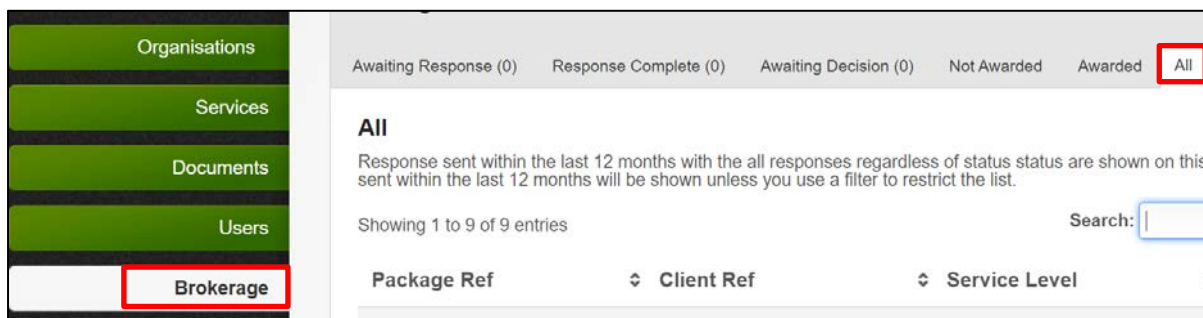 Organisations
Services
Documents
Users
Brokerage
Awaiting Response (0) Response Complete (0) Awaiting Decision (0) Not Awarded Awarded All
All
Response sent within the last 12 months with the all responses regardless of status status are shown on this
sent within the last 12 months will be shown unless you use a filter to restrict the list.
Showing 1 to 9 of 9 entries Search:
Package Ref Client Ref Service Level